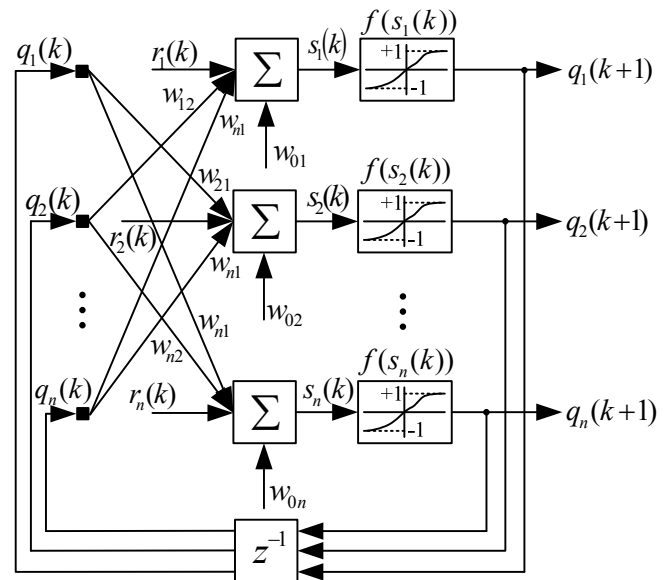 f(s₁(k))
q₁(k) r₁(k) ∑ s₁(k) +1 -1 q₁(k+1)
w₁₂ wₙ₁
w₀₁
w₂₁
f(s₂(k))
q₂(k) r₂(k) ∑ s₂(k) +1 -1 q₂(k+1)
wₙ₁
w₀₂
wₙ₁
wₙ₂
f(sₙ(k))
qₙ(k) rₙ(k) ∑ sₙ(k) +1 -1 qₙ(k+1)
w₀ₙ
z⁻¹